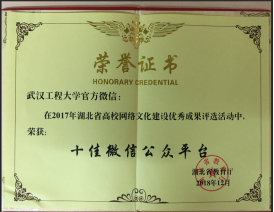 荣誉证书
HONORARY CREDENTIAL
武汉工程大学官方微信：
在2017年湖北省高校网络文化建设优秀成果评选活动中，
荣获：
十佳微信公众平台
湖北省教育厅
2018年12月